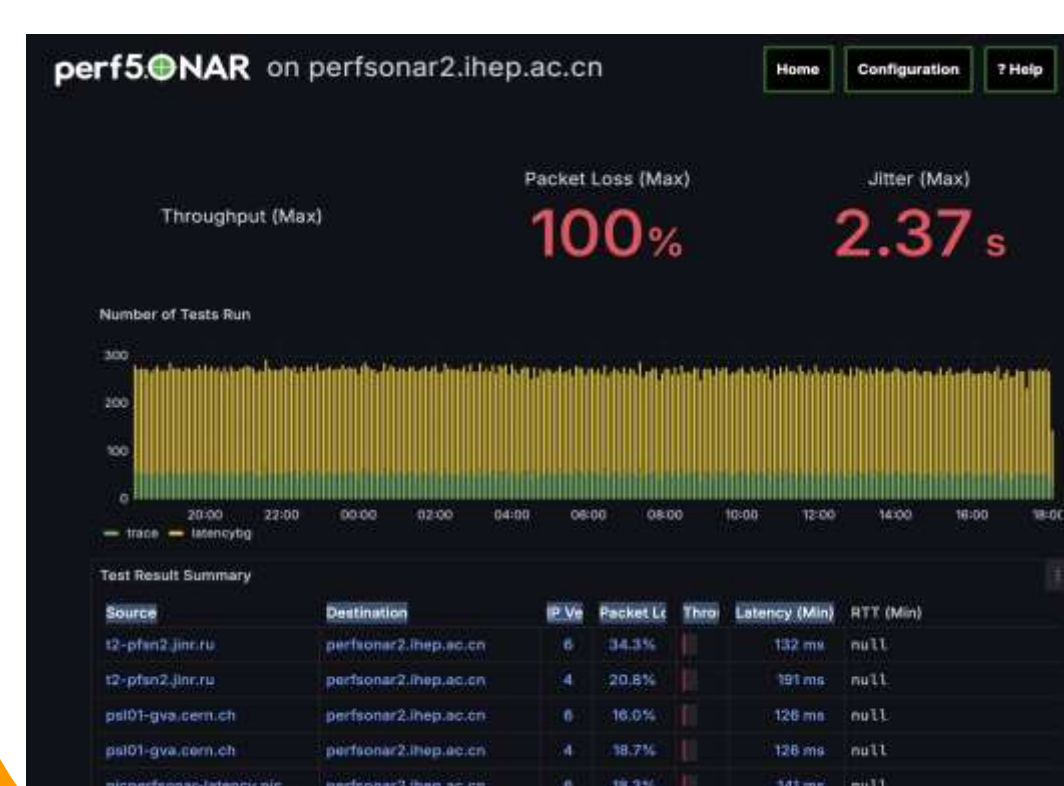 perfSONAR on perfsonar2.ihep.ac.cn Home Configuration ? Help
Throughput (Max) Packet Loss (Max) Jitter (Max)
100% 2.37 s
Number of Tests Run
300
200
100
0
20:00 22:00 00:00 02:00 04:00 06:00 08:00 10:00 12:00 14:00 16:00
trace latencybg
Test Result Summary
Source Destination IP Ve Packet Lo Thro Latency (Min) RTT (Min)
t2-pfsn2.jinr.ru perfsonar2.ihep.ac.cn 6 34.3% 132 ms null
t2-pfsn2.jinr.ru perfsonar2.ihep.ac.cn 4 20.8% 191 ms null
psl01-gva.cern.ch perfsonar2.ihep.ac.cn 6 16.0% 126 ms null
psl01-gva.cern.ch perfsonar2.ihep.ac.cn 4 18.7% 126 ms null